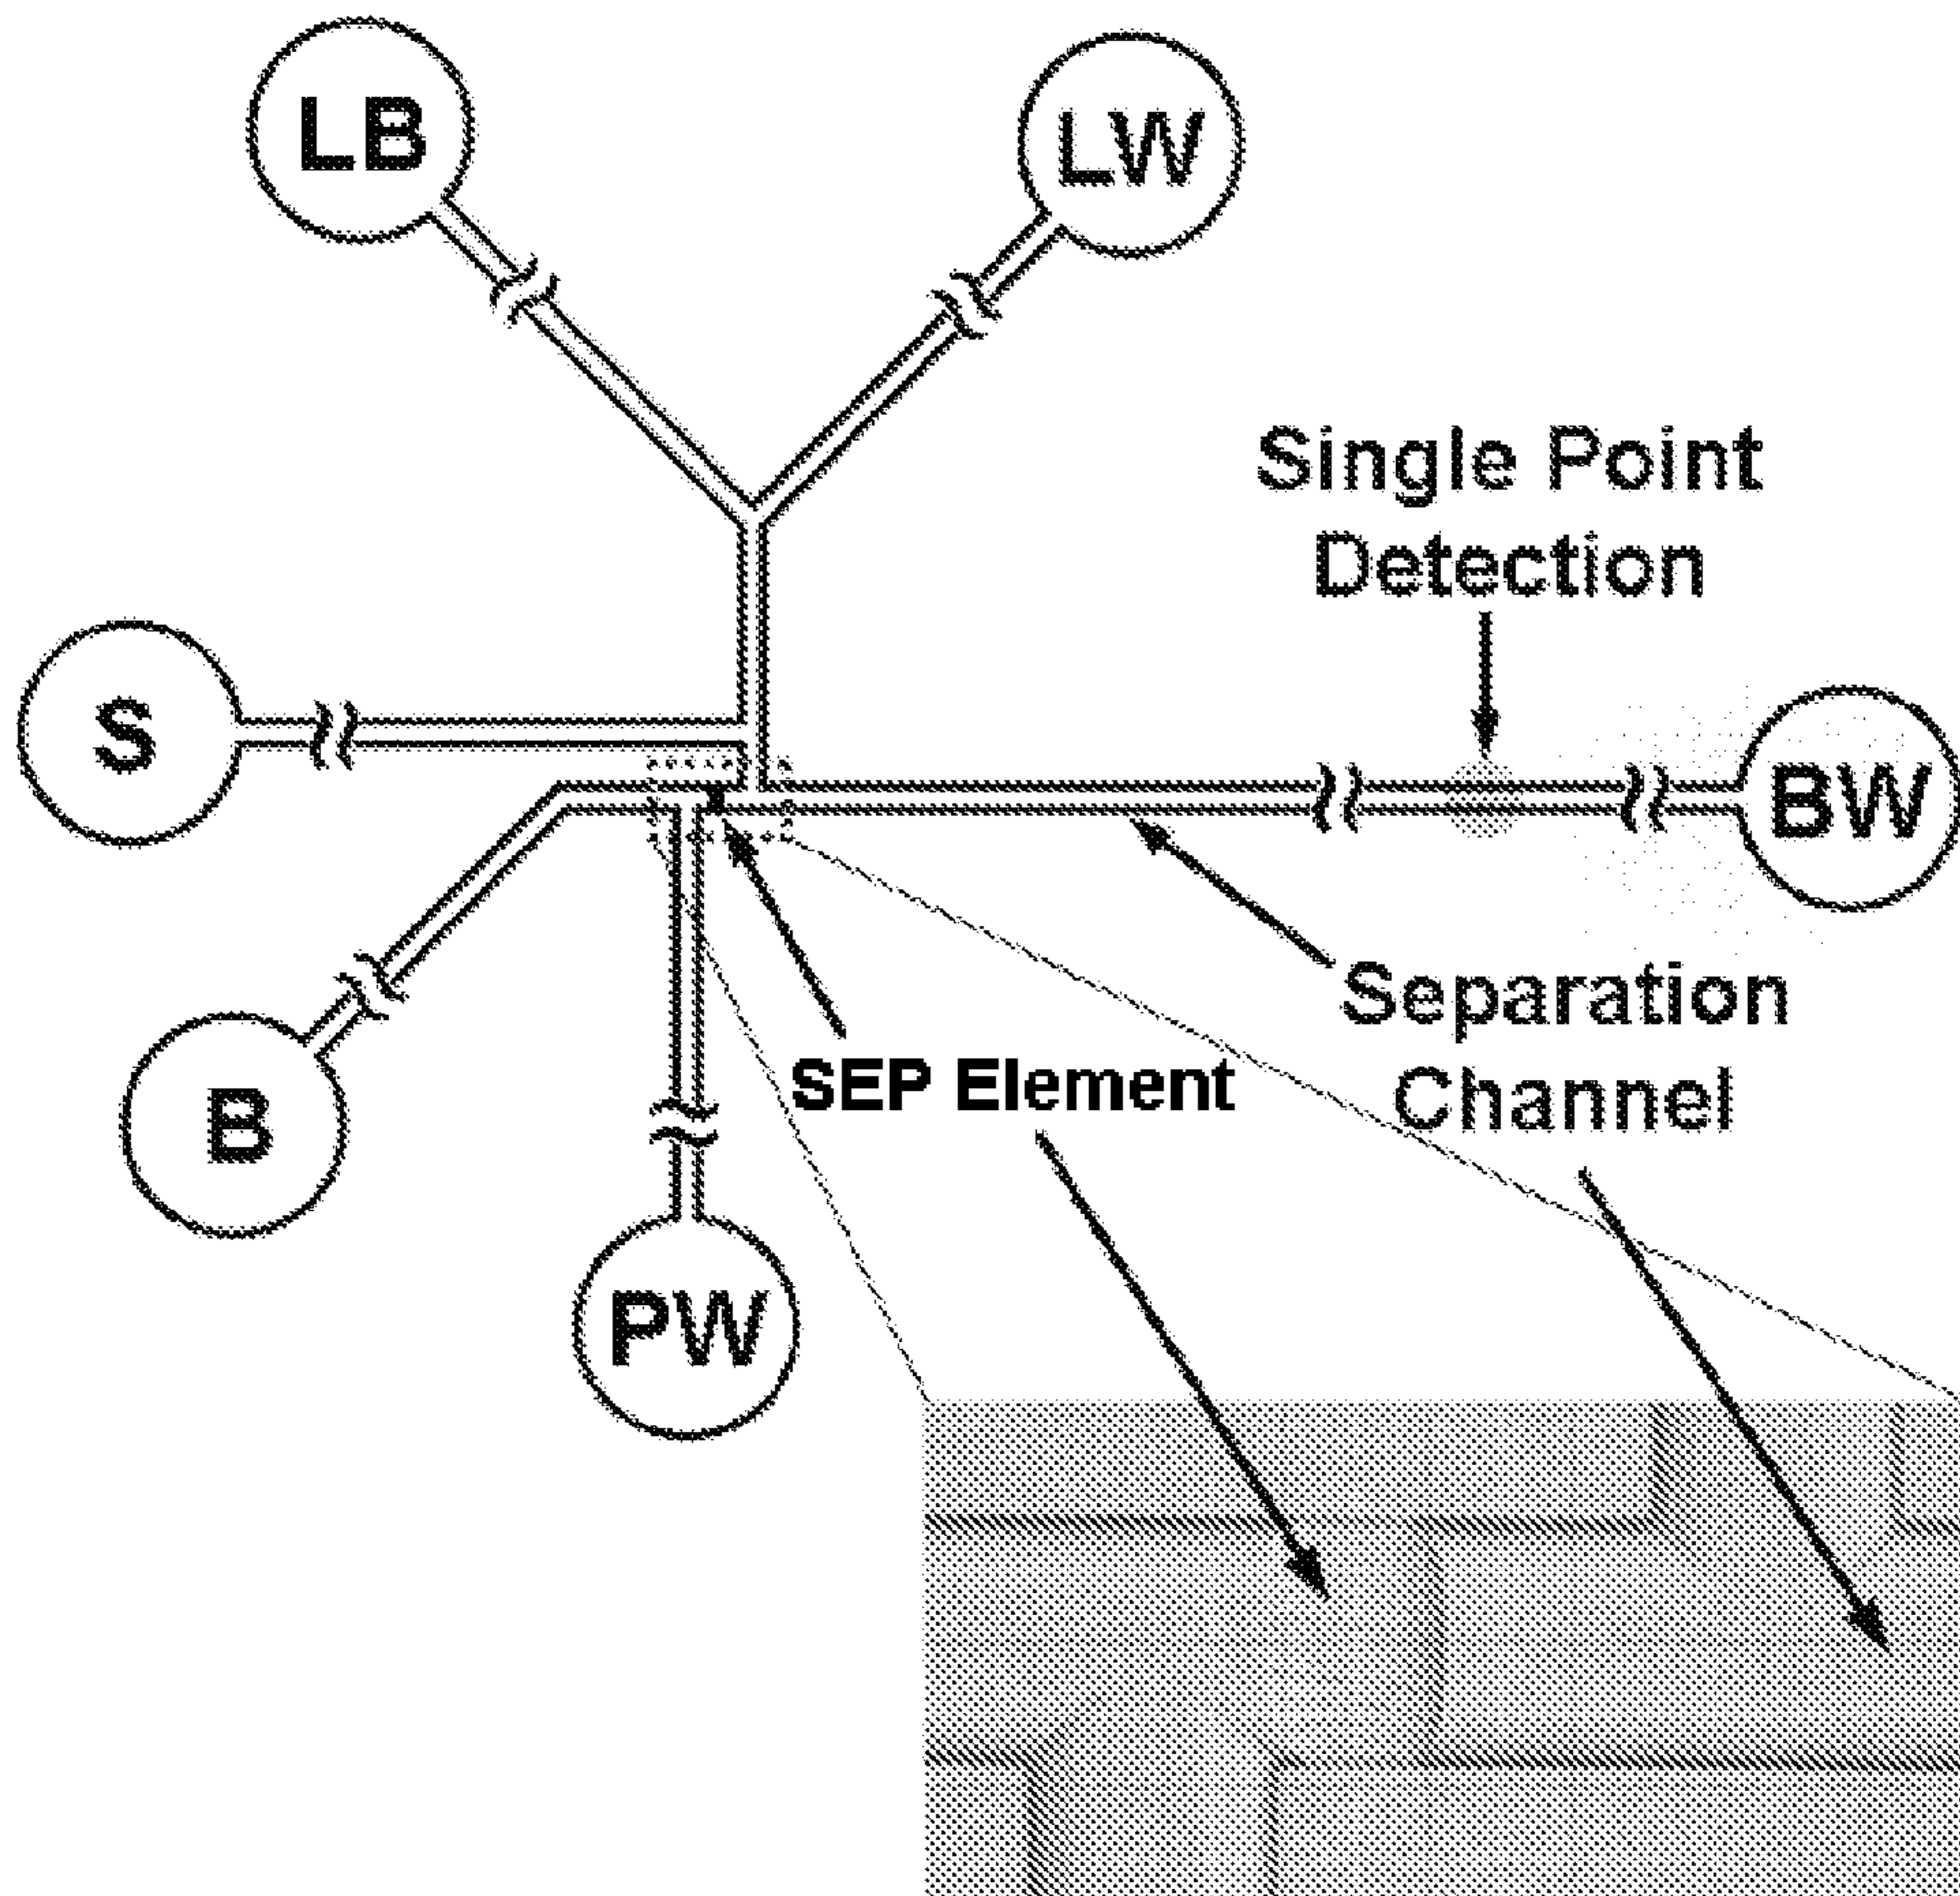 LB
LW
Single Point
Detection
S
BW
Separation
Channel
SEP Element
B
PW